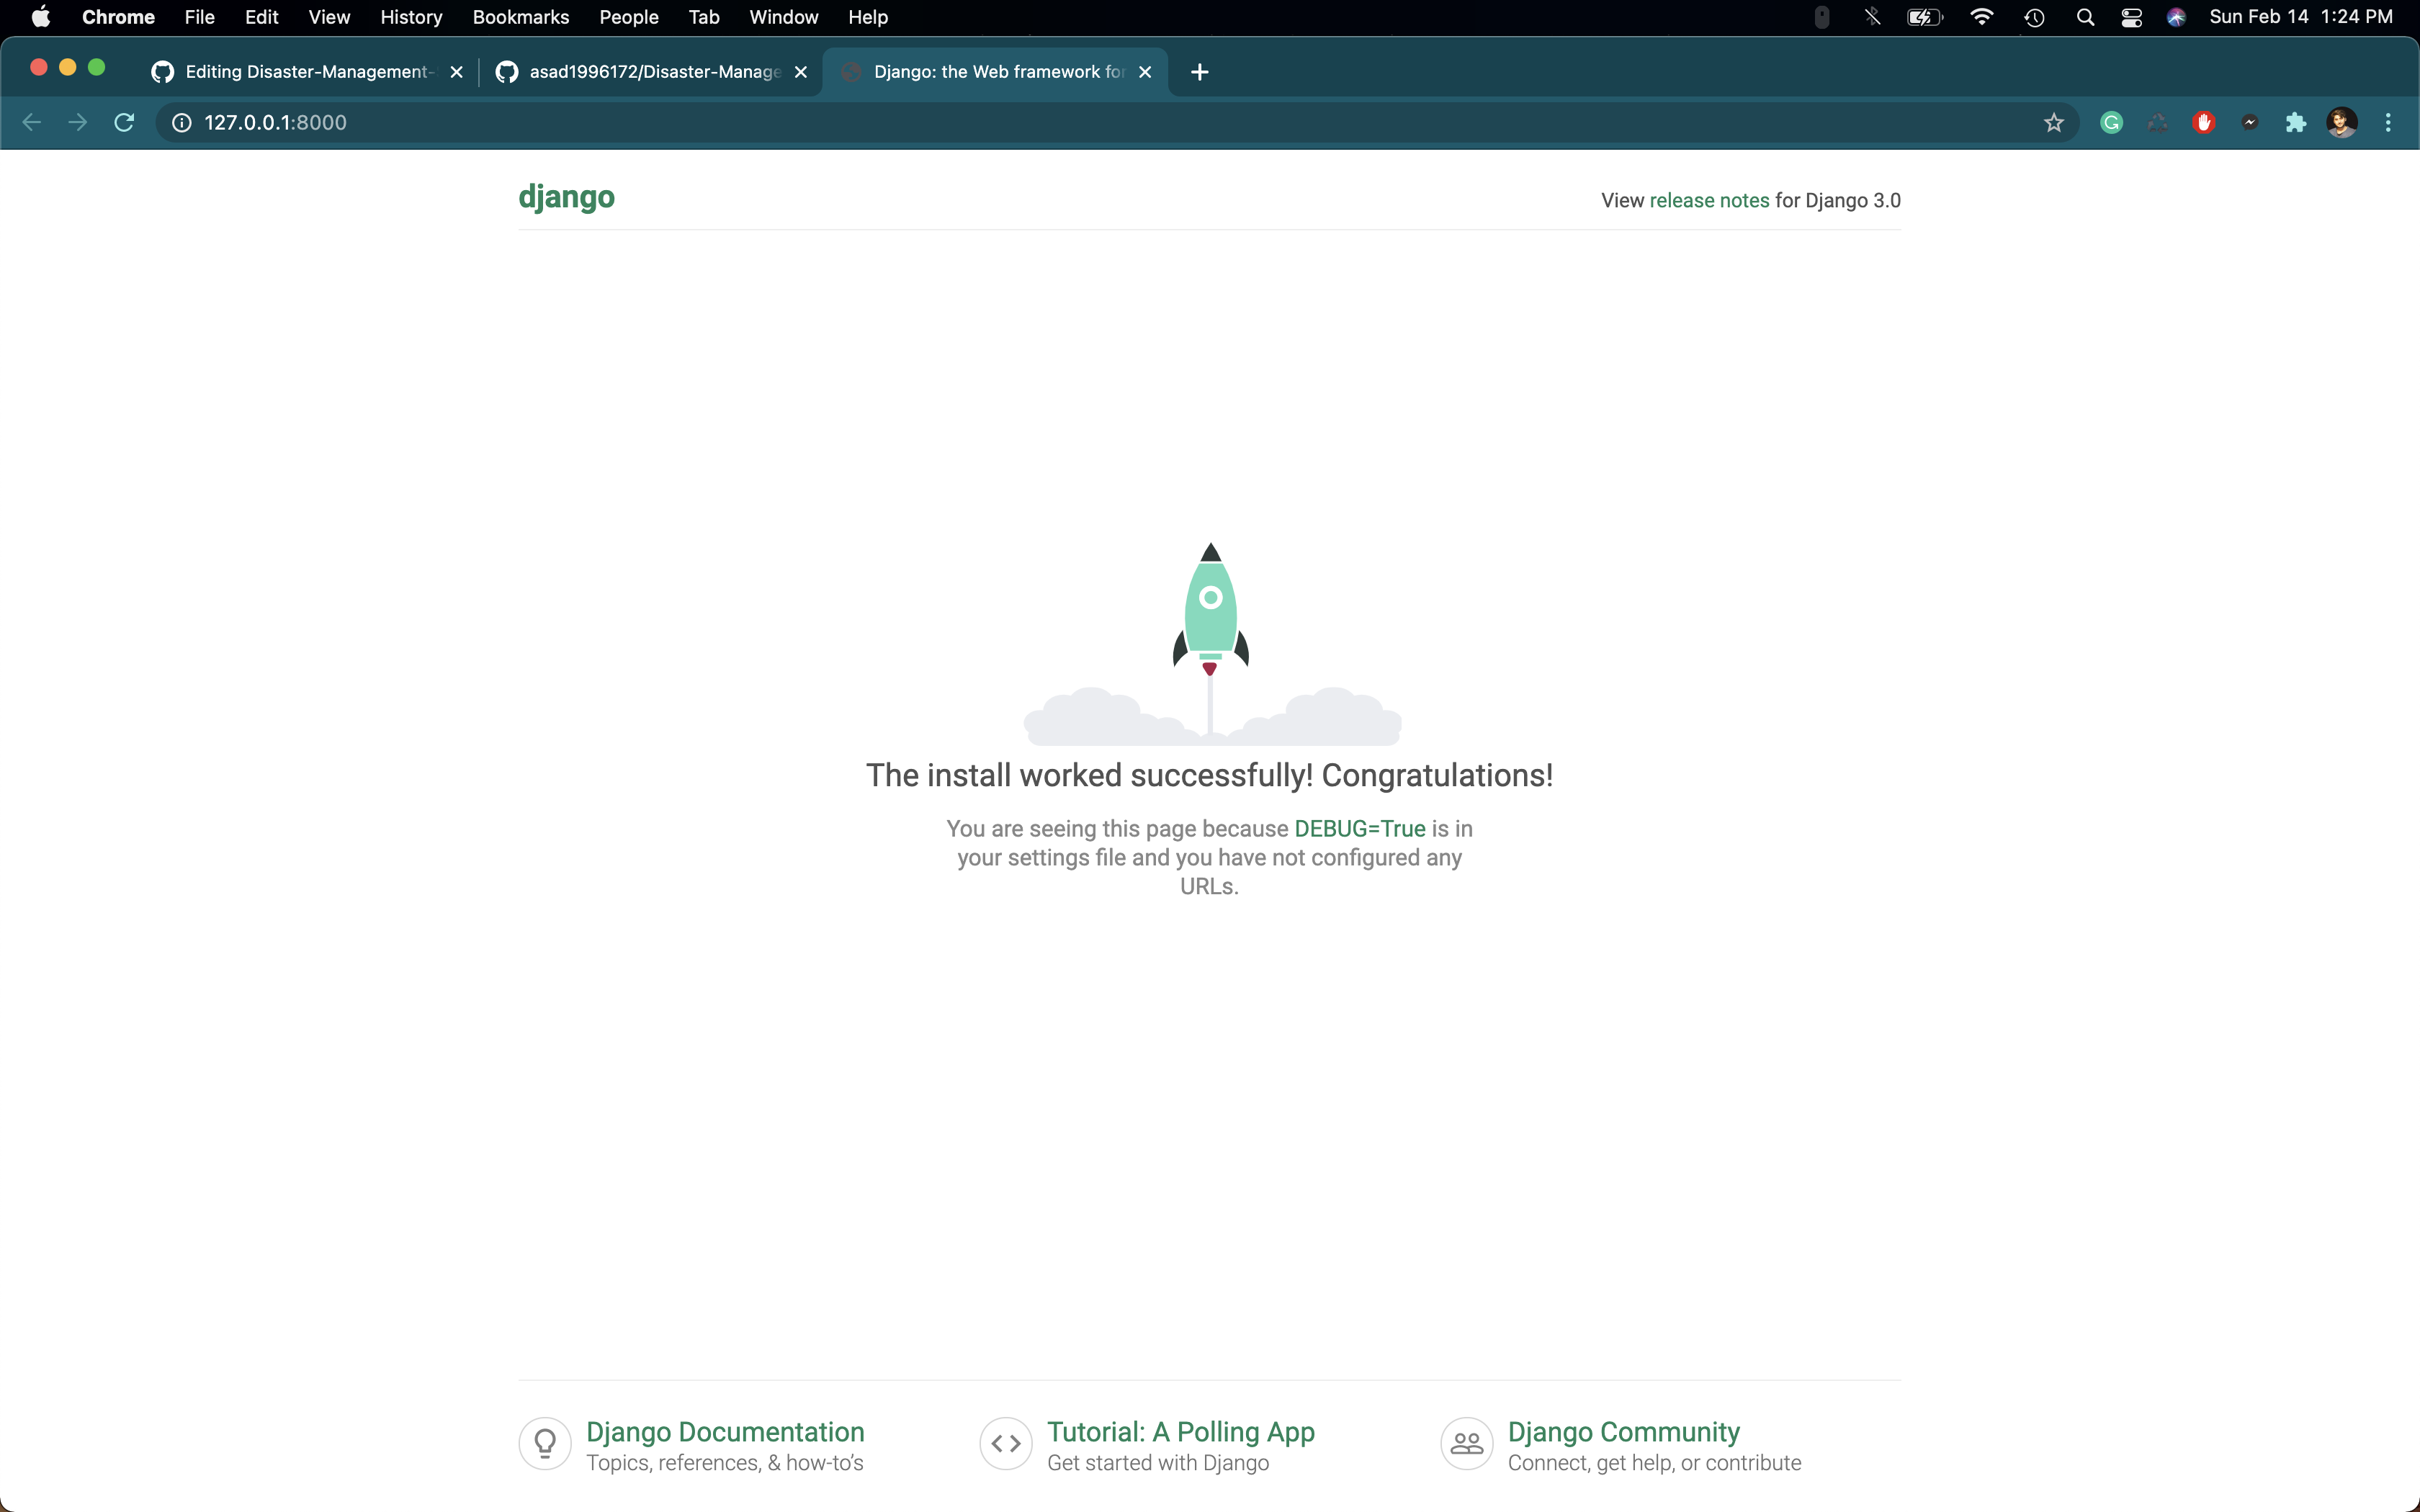 Chrome File Edit View History Bookmarks People Tab Window Help Sun Feb 14 1:24 PM
Editing Disaster-Management- asad1996172/Disaster-Manage Django: the Web framework for
127.0.0.1:8000
django
View release notes for Django 3.0
The install worked successfully! Congratulations!
You are seeing this page because DEBUG=True is in
your settings file and you have not configured any
URLs.
Django Documentation
Topics, references, & how-to’s
Tutorial: A Polling App
Get started with Django
Django Community
Connect, get help, or contribute